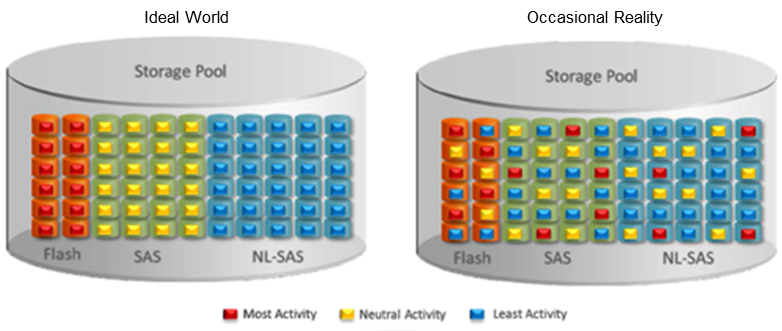 Ideal World
Occasional Reality
Storage Pool
Storage Pool
Flash SAS NL-SAS
Flash SAS NL-SAS
Most Activity Neutral Activity Least Activity